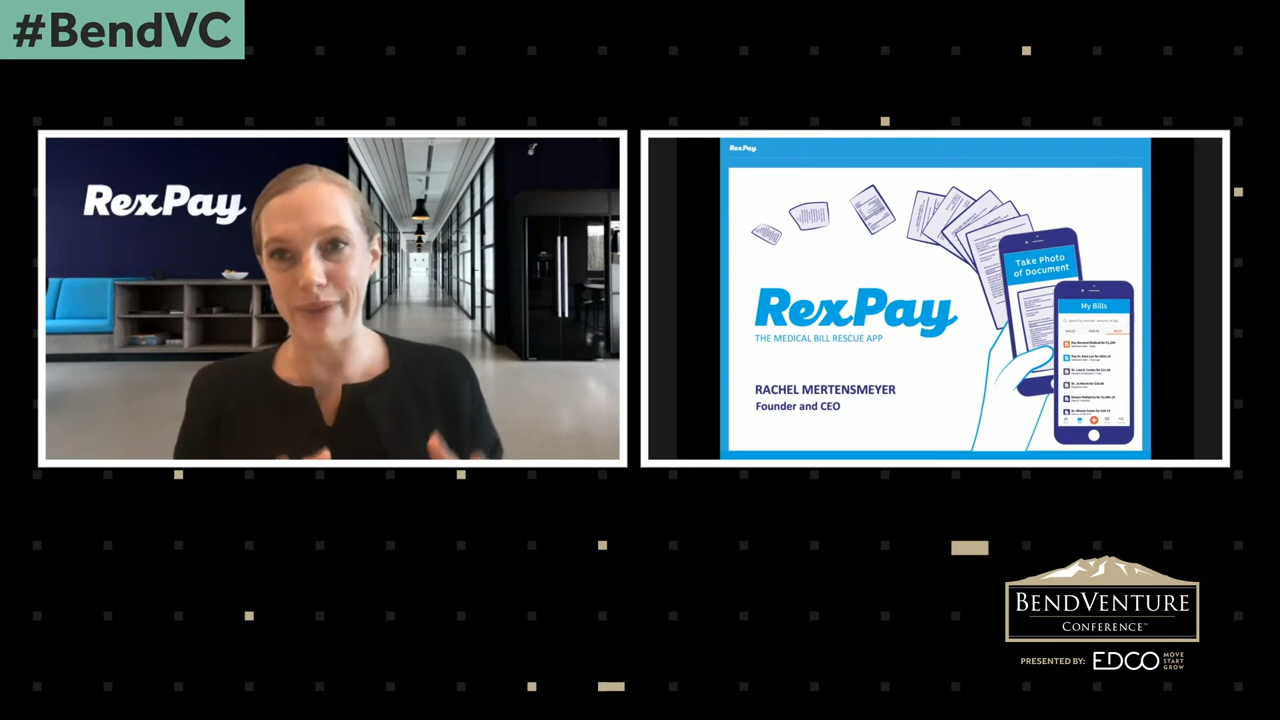 #BendVC
RexPay
RexPay
RexPay
THE MEDICAL BILL RESCUE APP
RACHEL MERTENSMEYER
Founder and CEO
Take Photo
of Document
My Bills
BENDVENTURE
CONFERENCE™
PRESENTED BY: EDCO MOVE
START
GROW